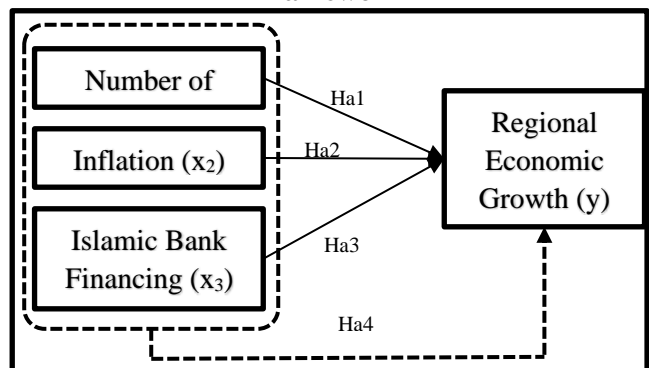 Number of
Ha1
Inflation (x₂)
Ha2
Islamic Bank
Financing (x₃)
Ha3
Regional
Economic
Growth (y)
Ha4